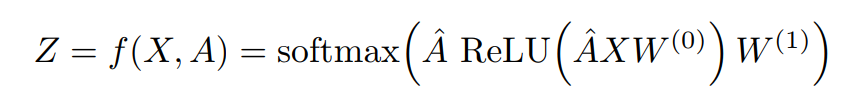 Z = f(X, A) = softmax(Â ReLU(ÂXW⁽⁰⁾) W⁽¹⁾)